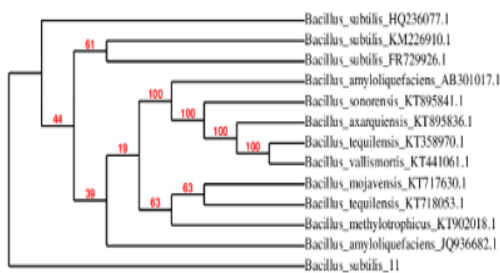 Bacillus_subtilis_HQ236077.1
61
Bacillus_subtilis_KM226910.1
Bacillus_subtilis_FR729926.1
Bacillus_amyloliquefaciens_AB301017.1
100
100
Bacillus_sonorensis_KT895841.1
44
100
Bacillus_axarquiensis_KT895836.1
19
100
Bacillus_tequilensis_KT358970.1
Bacillus_vallismortis_KT441061.1
63
Bacillus_mojavensis_KT717630.1
39
63
Bacillus_tequilensis_KT718053.1
Bacillus_methylotrophicus_KT902018.1
Bacillus_amyloliquefaciens_JQ936682.1
Bacillus_subtilis_11